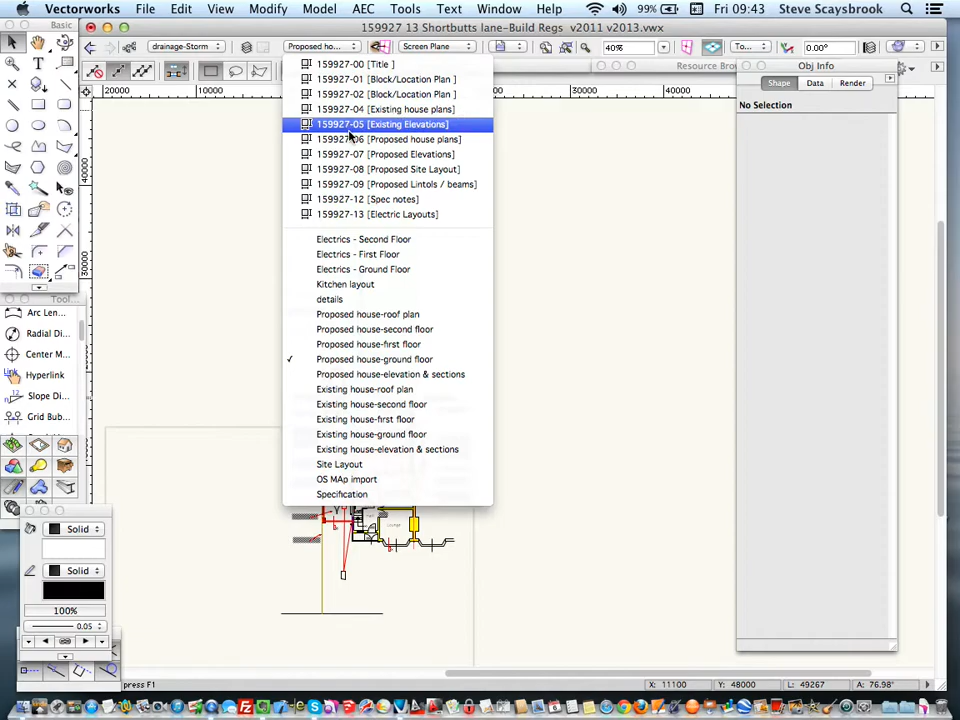 Vectorworks File Edit View Modify Model AEC Tools Text Window Help 99% Fri 09:43 Steve Scaysbrook
159927 13 Shortbutts lane-Build Regs v2011 v2013.vwx
Basic
drainage-Storm
Proposed ho...
Screen Plane
40%
To...
0.00°
Resource Brow
Obj Info
Shape Data Render
No Selection
20000
10000
30000
40000
40000
30000
159927-00 [Title ]
159927-01 [Block/Location Plan ]
159927-02 [Block/Location Plan ]
159927-04 [Existing house plans]
159927-05 [Existing Elevations]
159927-06 [Proposed house plans]
159927-07 [Proposed Elevations]
159927-08 [Proposed Site Layout]
159927-09 [Proposed Lintols / beams]
159927-12 [Spec notes]
159927-13 [Electric Layouts]
Electrics - Second Floor
Electrics - First Floor
Electrics - Ground Floor
Kitchen layout
details
Proposed house-roof plan
Proposed house-second floor
Proposed house-first floor
✓ Proposed house-ground floor
Proposed house-elevation & sections
Existing house-roof plan
Existing house-second floor
Existing house-first floor
Existing house-ground floor
Existing house-elevation & sections
Site Layout
OS MAp import
Specification
Tool...
Arc Len...
Radial Di...
Center M...
Hyperlink
Slope Di...
Grid Bub...
Solid
Solid
100%
0.05
press F1
X: 11100 Y: 48000 L: 49267 A: 76.98°